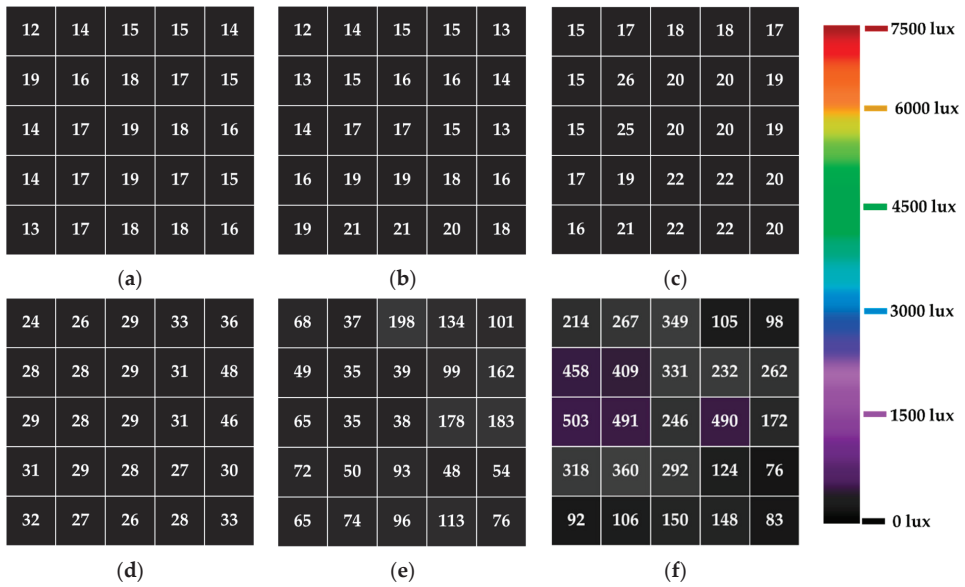 12 14 15 15 14
19 16 18 17 15
14 17 19 18 16
14 17 19 17 15
13 17 18 18 16
(a)
12 14 15 15 13
13 15 16 16 14
14 17 17 15 13
16 19 19 18 16
19 21 21 20 18
(b)
15 17 18 18 17
15 26 20 20 19
15 25 20 20 19
17 19 22 22 20
16 21 22 22 20
(c)
24 26 29 33 36
28 28 29 31 48
29 28 29 31 46
31 29 28 27 30
32 27 26 28 33
(d)
68 37 198 134 101
49 35 39 99 162
65 35 38 178 183
72 50 93 48 54
65 74 96 113 76
(e)
214 267 349 105 98
458 409 331 232 262
503 491 246 490 172
318 360 292 124 76
92 106 150 148 83
(f)
7500 lux
6000 lux
4500 lux
3000 lux
1500 lux
0 lux